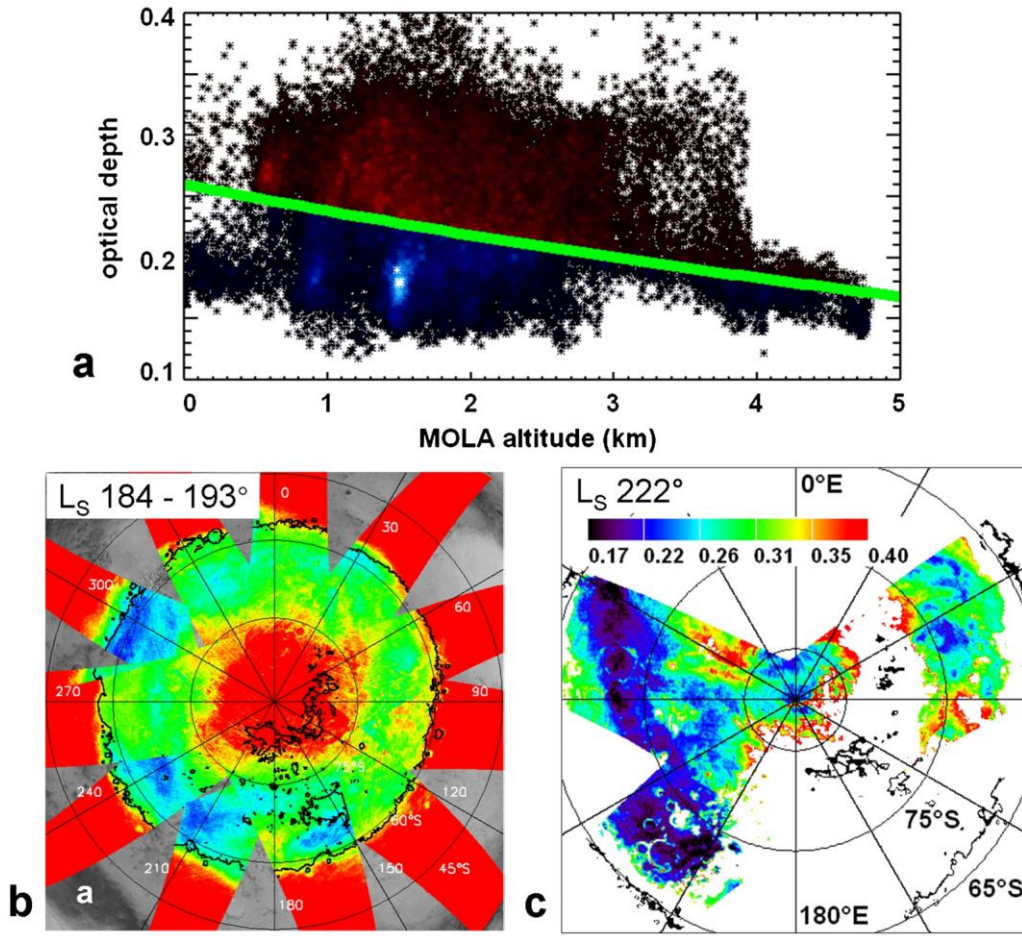 0.4
0.3
0.2
0.1
optical depth
0 1 2 3 4 5
MOLA altitude (km)
a
L_S 184 - 193°
0
30
60
90
120
150
180
210
240
270
300
75°S
60°S
45°S
a
b
L_S 222°
0°E
0.17 0.22 0.26 0.31 0.35 0.40
75°S
65°S
180°E
c